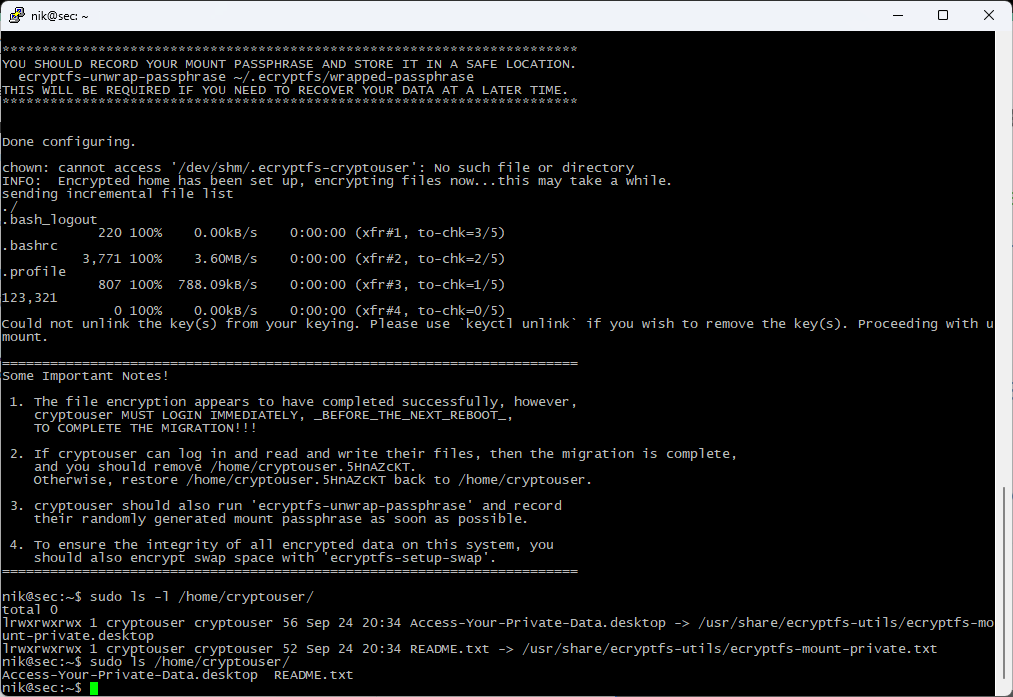 nik@sec: ~
************************************************************************
YOU SHOULD RECORD YOUR MOUNT PASSPHRASE AND STORE IT IN A SAFE LOCATION.
  ecryptfs-unwrap-passphrase ~/.ecryptfs/wrapped-passphrase
THIS WILL BE REQUIRED IF YOU NEED TO RECOVER YOUR DATA AT A LATER TIME.
************************************************************************
Done configuring.
chown: cannot access '/dev/shm/.ecryptfs-cryptouser': No such file or directory
INFO:  Encrypted home has been set up, encrypting files now...this may take a while.
sending incremental file list
./
.bash_logout
            220 100%    0.00kB/s    0:00:00 (xfr#1, to-chk=3/5)
.bashrc
          3,771 100%    3.60MB/s    0:00:00 (xfr#2, to-chk=2/5)
.profile
            807 100%  788.09kB/s    0:00:00 (xfr#3, to-chk=1/5)
123,321
              0 100%    0.00kB/s    0:00:00 (xfr#4, to-chk=0/5)
Could not unlink the key(s) from your keying. Please use `keyctl unlink` if you wish to remove the key(s). Proceeding with u
mount.
========================================================================
Some Important Notes!
 1. The file encryption appears to have completed successfully, however,
    cryptouser MUST LOGIN IMMEDIATELY, _BEFORE_THE_NEXT_REBOOT_,
    TO COMPLETE THE MIGRATION!!!
 2. If cryptouser can log in and read and write their files, then the migration is complete,
    and you should remove /home/cryptouser.5HnAZcKT.
    Otherwise, restore /home/cryptouser.5HnAZcKT back to /home/cryptouser.
 3. cryptouser should also run 'ecryptfs-unwrap-passphrase' and record
    their randomly generated mount passphrase as soon as possible.
 4. To ensure the integrity of all encrypted data on this system, you
    should also encrypt swap space with 'ecryptfs-setup-swap'.
========================================================================
nik@sec:~$ sudo ls -l /home/cryptouser/
total 0
lrwxrwxrwx 1 cryptouser cryptouser 56 Sep 24 20:34 Access-Your-Private-Data.desktop -> /usr/share/ecryptfs-utils/ecryptfs-mo
unt-private.desktop
lrwxrwxrwx 1 cryptouser cryptouser 52 Sep 24 20:34 README.txt -> /usr/share/ecryptfs-utils/ecryptfs-mount-private.txt
nik@sec:~$ sudo ls /home/cryptouser/
Access-Your-Private-Data.desktop  README.txt
nik@sec:~$